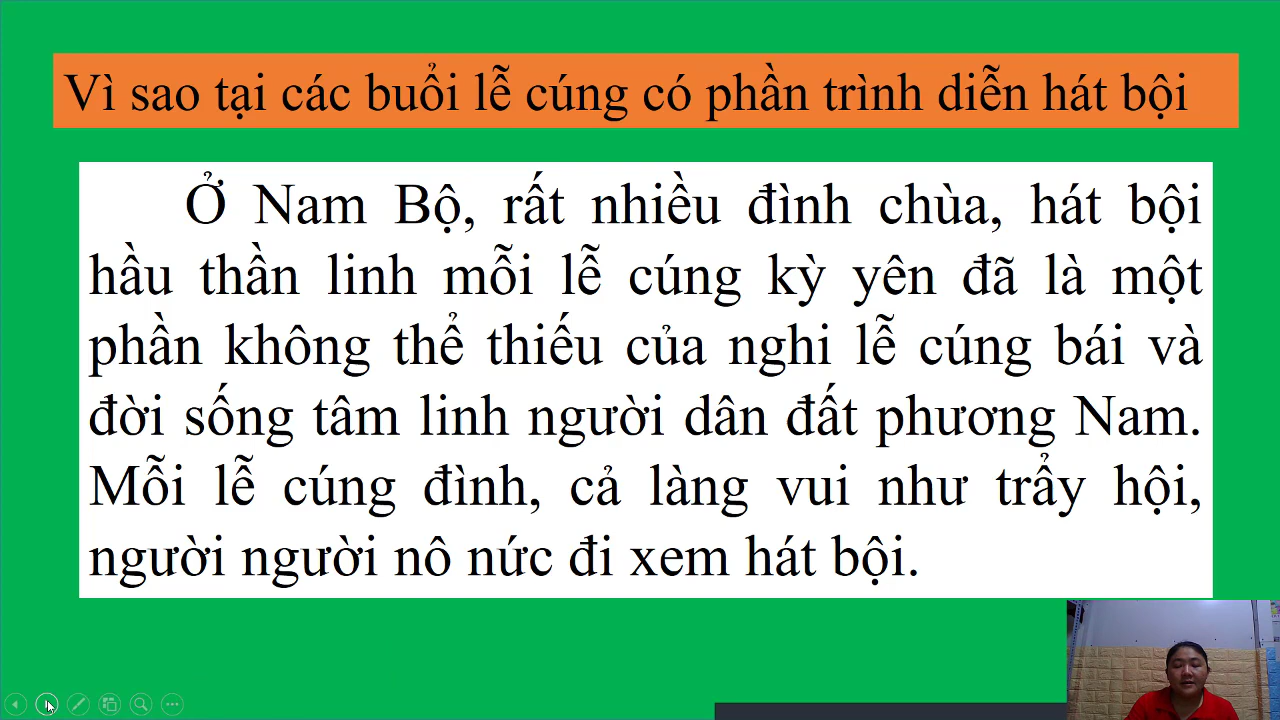 Vì sao tại các buổi lễ cúng có phần trình diễn hát bội
Ở Nam Bộ, rất nhiều đình chùa, hát bội
hầu thần linh mỗi lễ cúng kỳ yên đã là một
phần không thể thiếu của nghi lễ cúng bái và
đời sống tâm linh người dân đất phương Nam.
Mỗi lễ cúng đình, cả làng vui như trẩy hội,
người người nô nức đi xem hát bội.